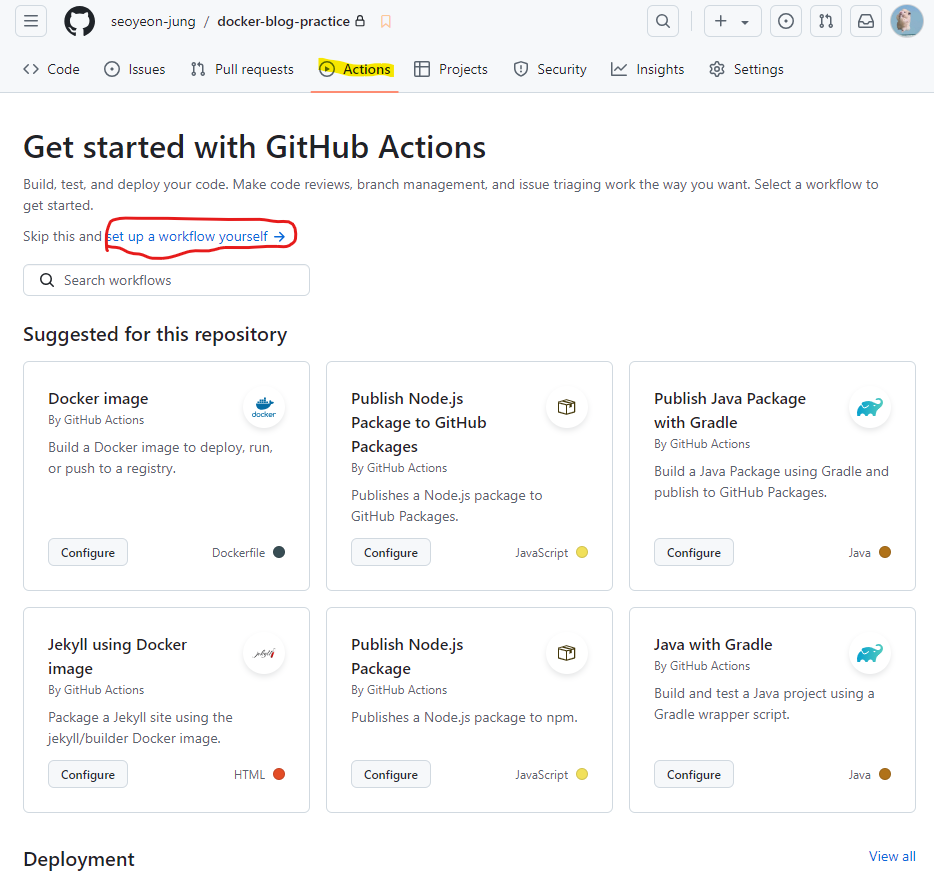 seoyeon-jung / docker-blog-practice
Code Issues Pull requests Actions Projects Security Insights Settings
Get started with GitHub Actions
Build, test, and deploy your code. Make code reviews, branch management, and issue triaging work the way you want. Select a workflow to
get started.
Skip this and set up a workflow yourself →
Search workflows
Suggested for this repository
Docker image
By GitHub Actions
Build a Docker image to deploy, run,
or push to a registry.
Configure
Dockerfile
docker
Publish Node.js
Package to GitHub
Packages
By GitHub Actions
Publishes a Node.js package to
GitHub Packages.
Configure
JavaScript
Publish Java Package
with Gradle
By GitHub Actions
Build a Java Package using Gradle and
publish to GitHub Packages.
Configure
Java
Jekyll using Docker
image
By GitHub Actions
Package a Jekyll site using the
jekyll/builder Docker image.
Configure
HTML
jekyll
Publish Node.js
Package
By GitHub Actions
Publishes a Node.js package to npm.
Configure
JavaScript
Java with Gradle
By GitHub Actions
Build and test a Java project using a
Gradle wrapper script.
Configure
Java
Deployment
View all